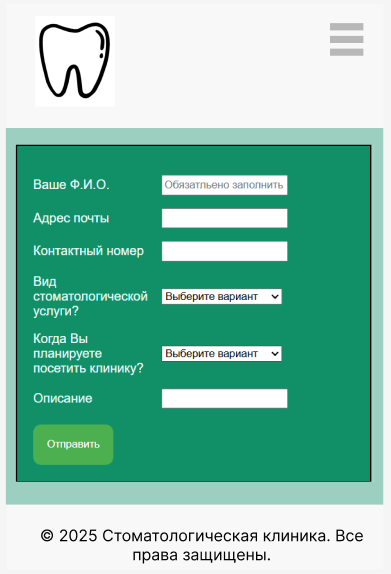 Ваше Ф.И.О.
Обязатльено заполнить
Адрес почты
Контактный номер
Вид
стоматологической
услуги?
Выберите вариант
Когда Вы
планируете
посетить клинику?
Выберите вариант
Описание
Отправить
© 2025 Стоматологическая клиника. Все
права защищены.